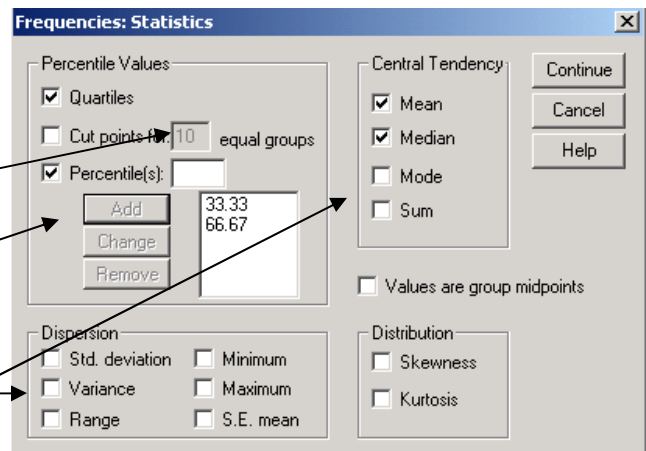 Frequencies: Statistics
Percentile Values
Quartiles
Cut points for: 10 equal groups
Percentile(s):
Add
Change
Remove
33.33
66.67
Central Tendency
Mean
Median
Mode
Sum
Continue
Cancel
Help
Values are group midpoints
Dispersion
Std. deviation Minimum
Variance Maximum
Range S.E. mean
Distribution
Skewness
Kurtosis